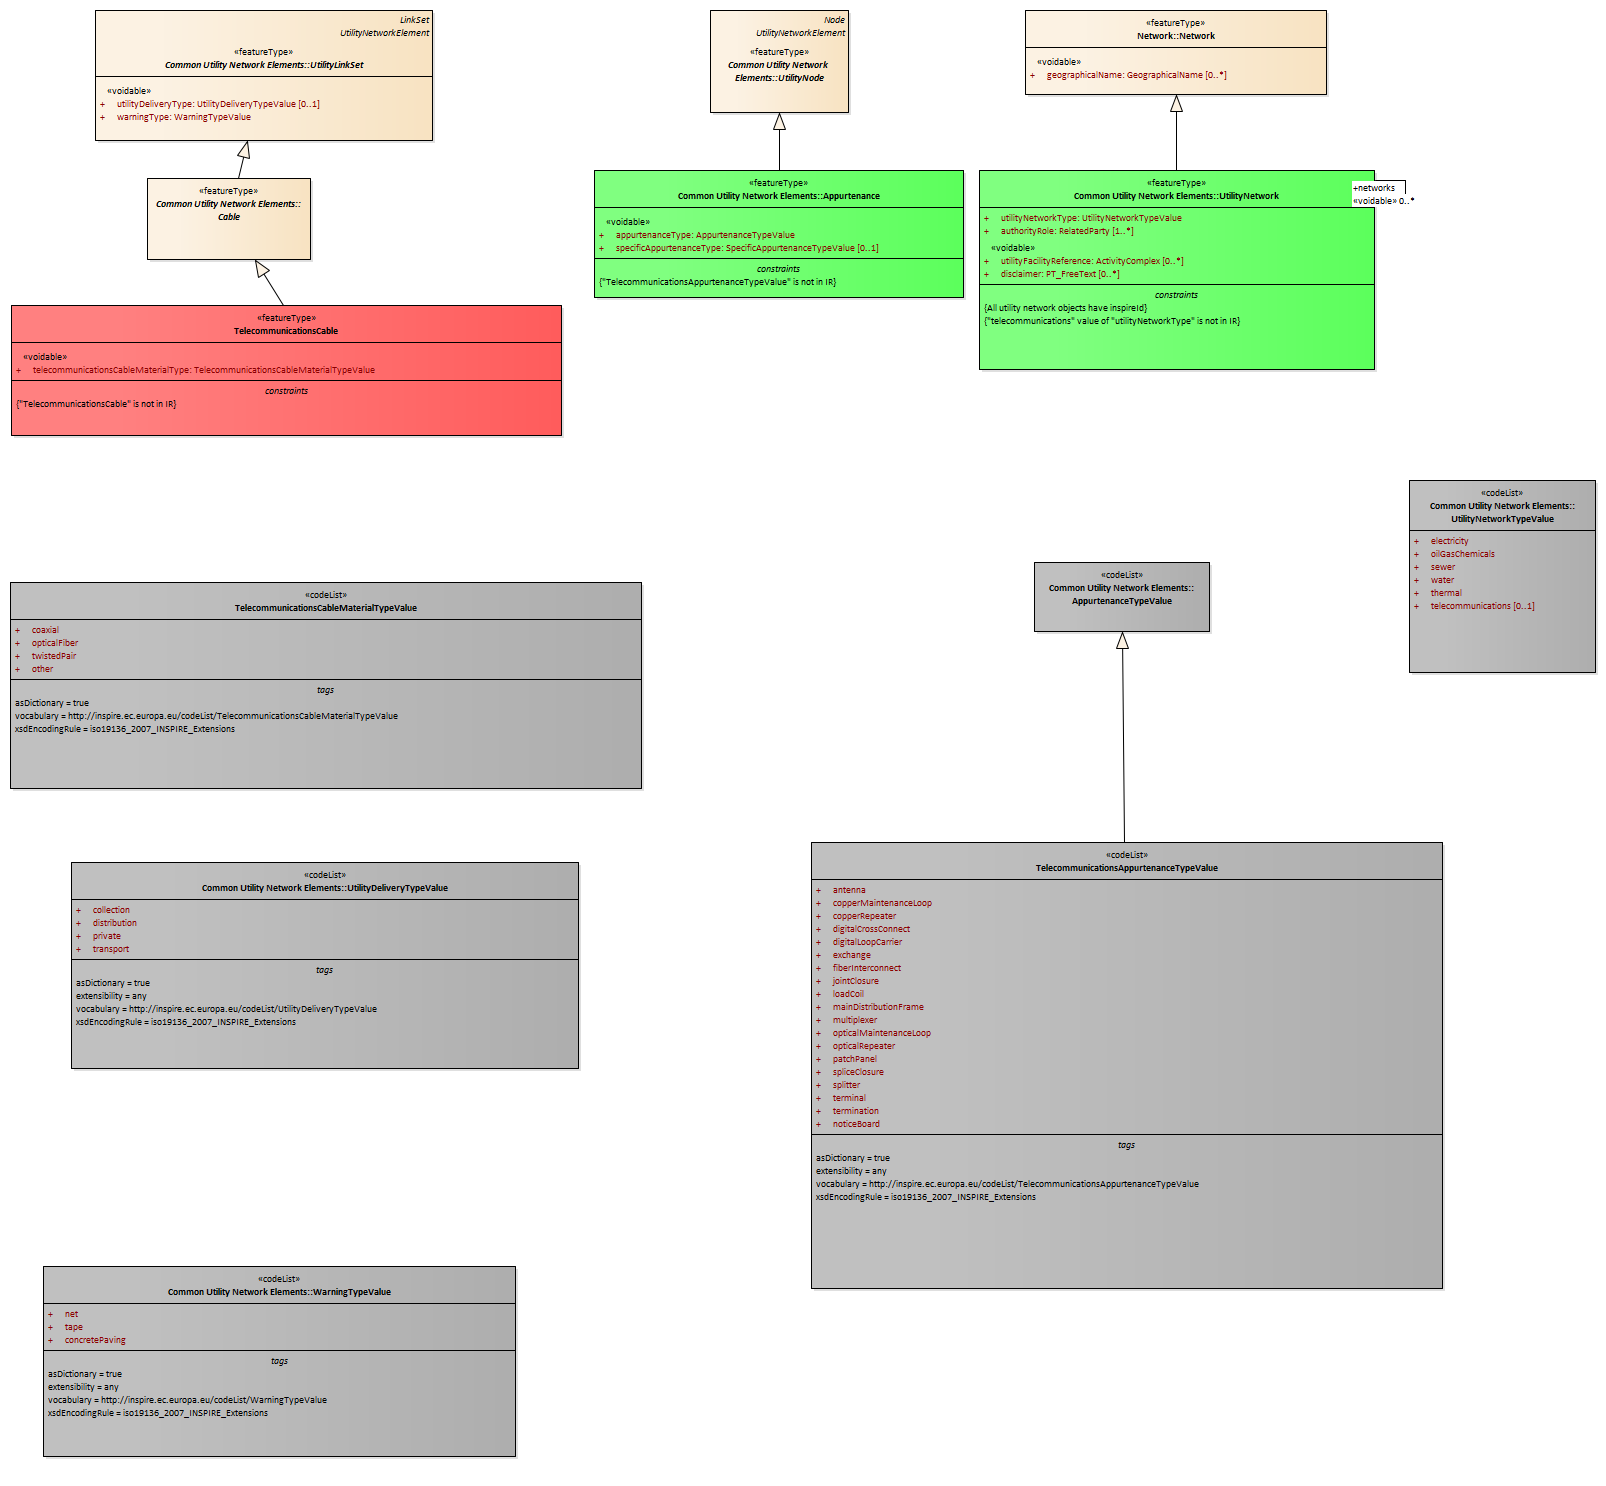 LinkSet
UtilityNetworkElement
«featureType»
Common Utility Network Elements::UtilityLinkSet
«voidable»
+ utilityDeliveryType: UtilityDeliveryTypeValue [0..1]
+ warningType: WarningTypeValue
Node
UtilityNetworkElement
«featureType»
Common Utility Network
Elements::UtilityNode
«featureType»
Network::Network
«voidable»
+ geographicalName: GeographicalName [0..*]
«featureType»
Common Utility Network Elements::
Cable
«featureType»
Common Utility Network Elements::Appurtenance
«voidable»
+ appurtenanceType: AppurtenanceTypeValue
+ specificAppurtenanceType: SpecificAppurtenanceTypeValue [0..1]
constraints
{"TelecommunicationsAppurtenanceTypeValue" is not in IR}
«featureType»
Common Utility Network Elements::UtilityNetwork
+ utilityNetworkType: UtilityNetworkTypeValue
+ authorityRole: RelatedParty [1..*]
«voidable»
+ utilityFacilityReference: ActivityComplex [0..*]
+ disclaimer: PT_FreeText [0..*]
constraints
{All utility network objects have inspireId}
{"telecommunications" value of "utilityNetworkType" is not in IR}
+networks
«voidable» 0..*
«featureType»
TelecommunicationsCable
«voidable»
+ telecommunicationsCableMaterialType: TelecommunicationsCableMaterialTypeValue
constraints
{"TelecommunicationsCable" is not in IR}
«codeList»
Common Utility Network Elements::
UtilityNetworkTypeValue
+ electricity
+ oilGasChemicals
+ sewer
+ water
+ thermal
+ telecommunications [0..1]
«codeList»
Common Utility Network Elements::
AppurtenanceTypeValue
«codeList»
TelecommunicationsCableMaterialTypeValue
+ coaxial
+ opticalFiber
+ twistedPair
+ other
tags
asDictionary = true
vocabulary = http://inspire.ec.europa.eu/codeList/TelecommunicationsCableMaterialTypeValue
xsdEncodingRule = iso19136_2007_INSPIRE_Extensions
«codeList»
Common Utility Network Elements::UtilityDeliveryTypeValue
+ collection
+ distribution
+ private
+ transport
tags
asDictionary = true
extensibility = any
vocabulary = http://inspire.ec.europa.eu/codeList/UtilityDeliveryTypeValue
xsdEncodingRule = iso19136_2007_INSPIRE_Extensions
«codeList»
TelecommunicationsAppurtenanceTypeValue
+ antenna
+ copperMaintenanceLoop
+ copperRepeater
+ digitalCrossConnect
+ digitalLoopCarrier
+ exchange
+ fiberInterconnect
+ jointClosure
+ loadCoil
+ mainDistributionFrame
+ multiplexer
+ opticalMaintenanceLoop
+ opticalRepeater
+ patchPanel
+ spliceClosure
+ splitter
+ terminal
+ termination
+ noticeBoard
tags
asDictionary = true
extensibility = any
vocabulary = http://inspire.ec.europa.eu/codeList/TelecommunicationsAppurtenanceTypeValue
xsdEncodingRule = iso19136_2007_INSPIRE_Extensions
«codeList»
Common Utility Network Elements::WarningTypeValue
+ net
+ tape
+ concretePaving
tags
asDictionary = true
extensibility = any
vocabulary = http://inspire.ec.europa.eu/codeList/WarningTypeValue
xsdEncodingRule = iso19136_2007_INSPIRE_Extensions